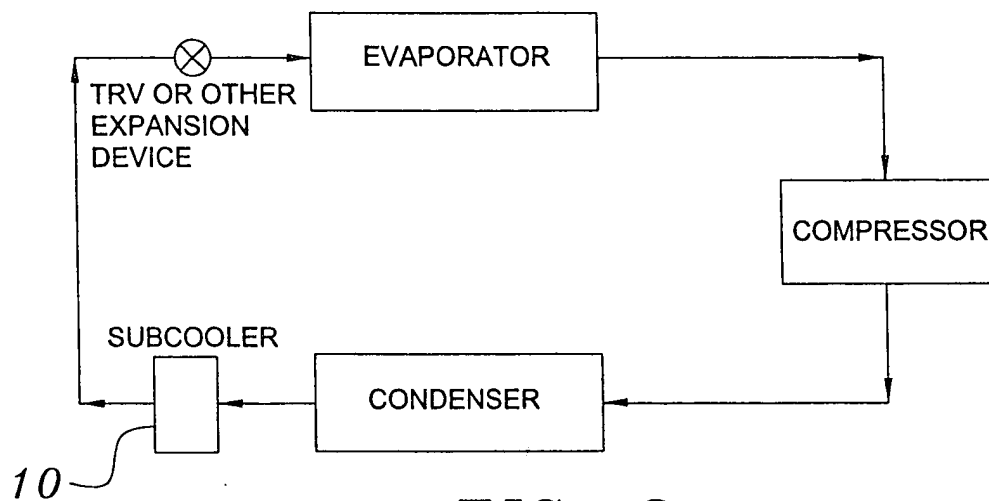 EVAPORATOR
TRV OR OTHER
EXPANSION
DEVICE
COMPRESSOR
SUBCOOLER
CONDENSER
10